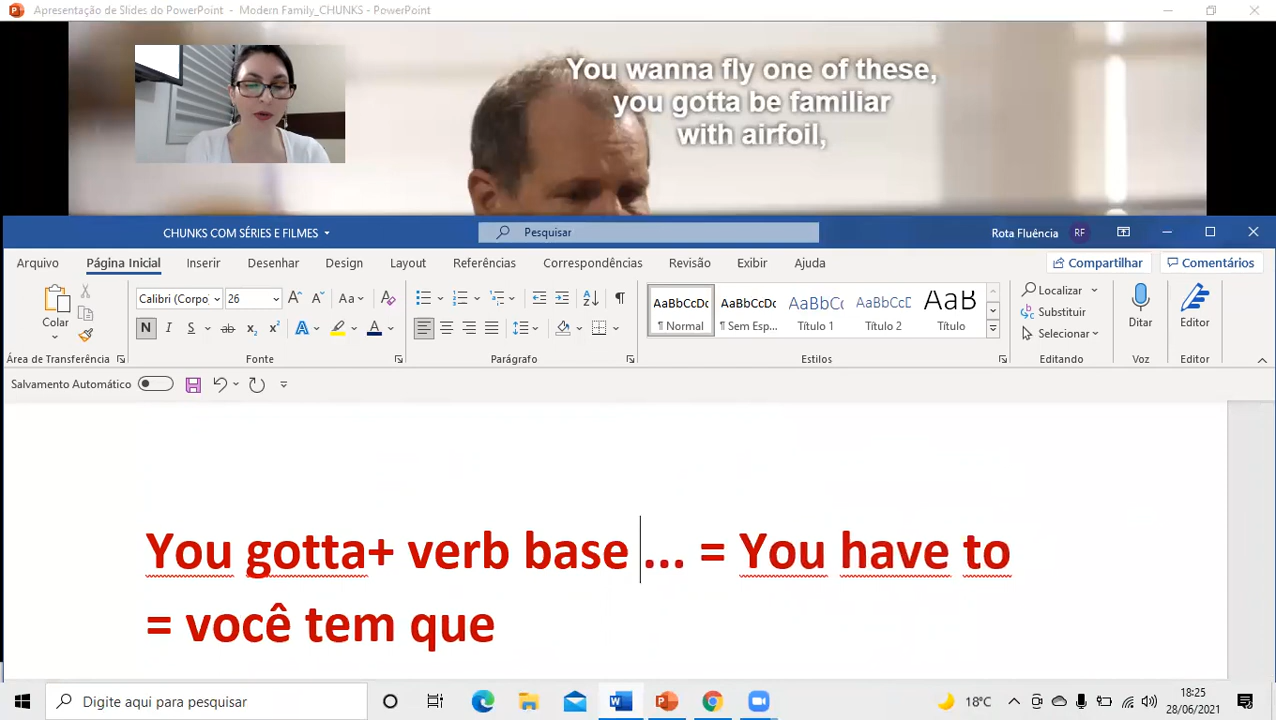 Apresentação de Slides do PowerPoint - Modern Family_CHUNKS - PowerPoint
You wanna fly one of these,
you gotta be familiar
with airfoil,
CHUNKS COM SÉRIES E FILMES
Pesquisar
Rota Fluência RF
Arquivo Página Inicial Inserir Desenhar Design Layout Referências Correspondências Revisão Exibir Ajuda Compartilhar Comentários
Calibri (Corpo) 26
Colar
N I S ab x₂ x² A A
AaBbCcDc AaBbCcDc AaBbCc AaBbCcD AaB
¶ Normal ¶ Sem Esp... Título 1 Título 2 Título
Localizar
Substituir
Selecionar
Ditar Editor
Área de Transferência Fonte Parágrafo Estilos Editando Voz Editor
Salvamento Automático
You gotta+ verb base ... = You have to
= você tem que
Digite aqui para pesquisar
18°C
18:25
28/06/2021